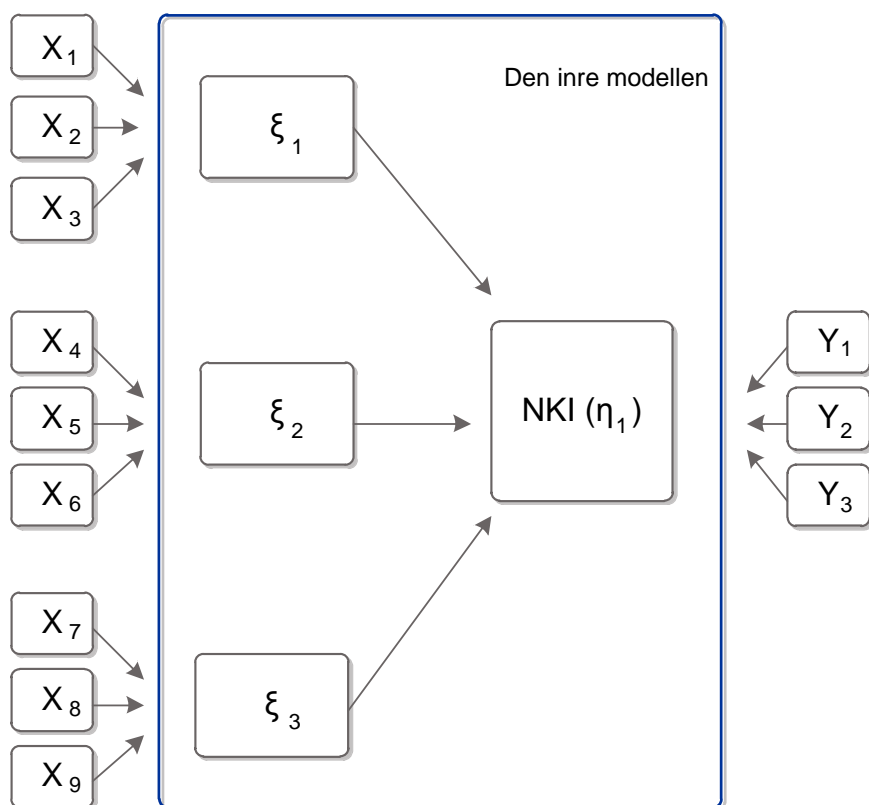 X1
X2
X3
ξ1
Den inre modellen
X4
X5
X6
ξ2
NKI (η1)
Y1
Y2
Y3
X7
X8
X9
ξ3